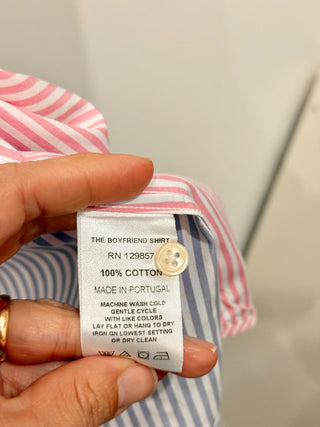 THE BOYFRIEND SHIRT
RN 129857
100% COTTON
MADE IN PORTUGAL
MACHINE WASH COLD
GENTLE CYCLE
WITH LIKE COLORS
LAY FLAT OR HANG TO DRY
IRON ON LOWEST SETTING
OR DRY CLEAN